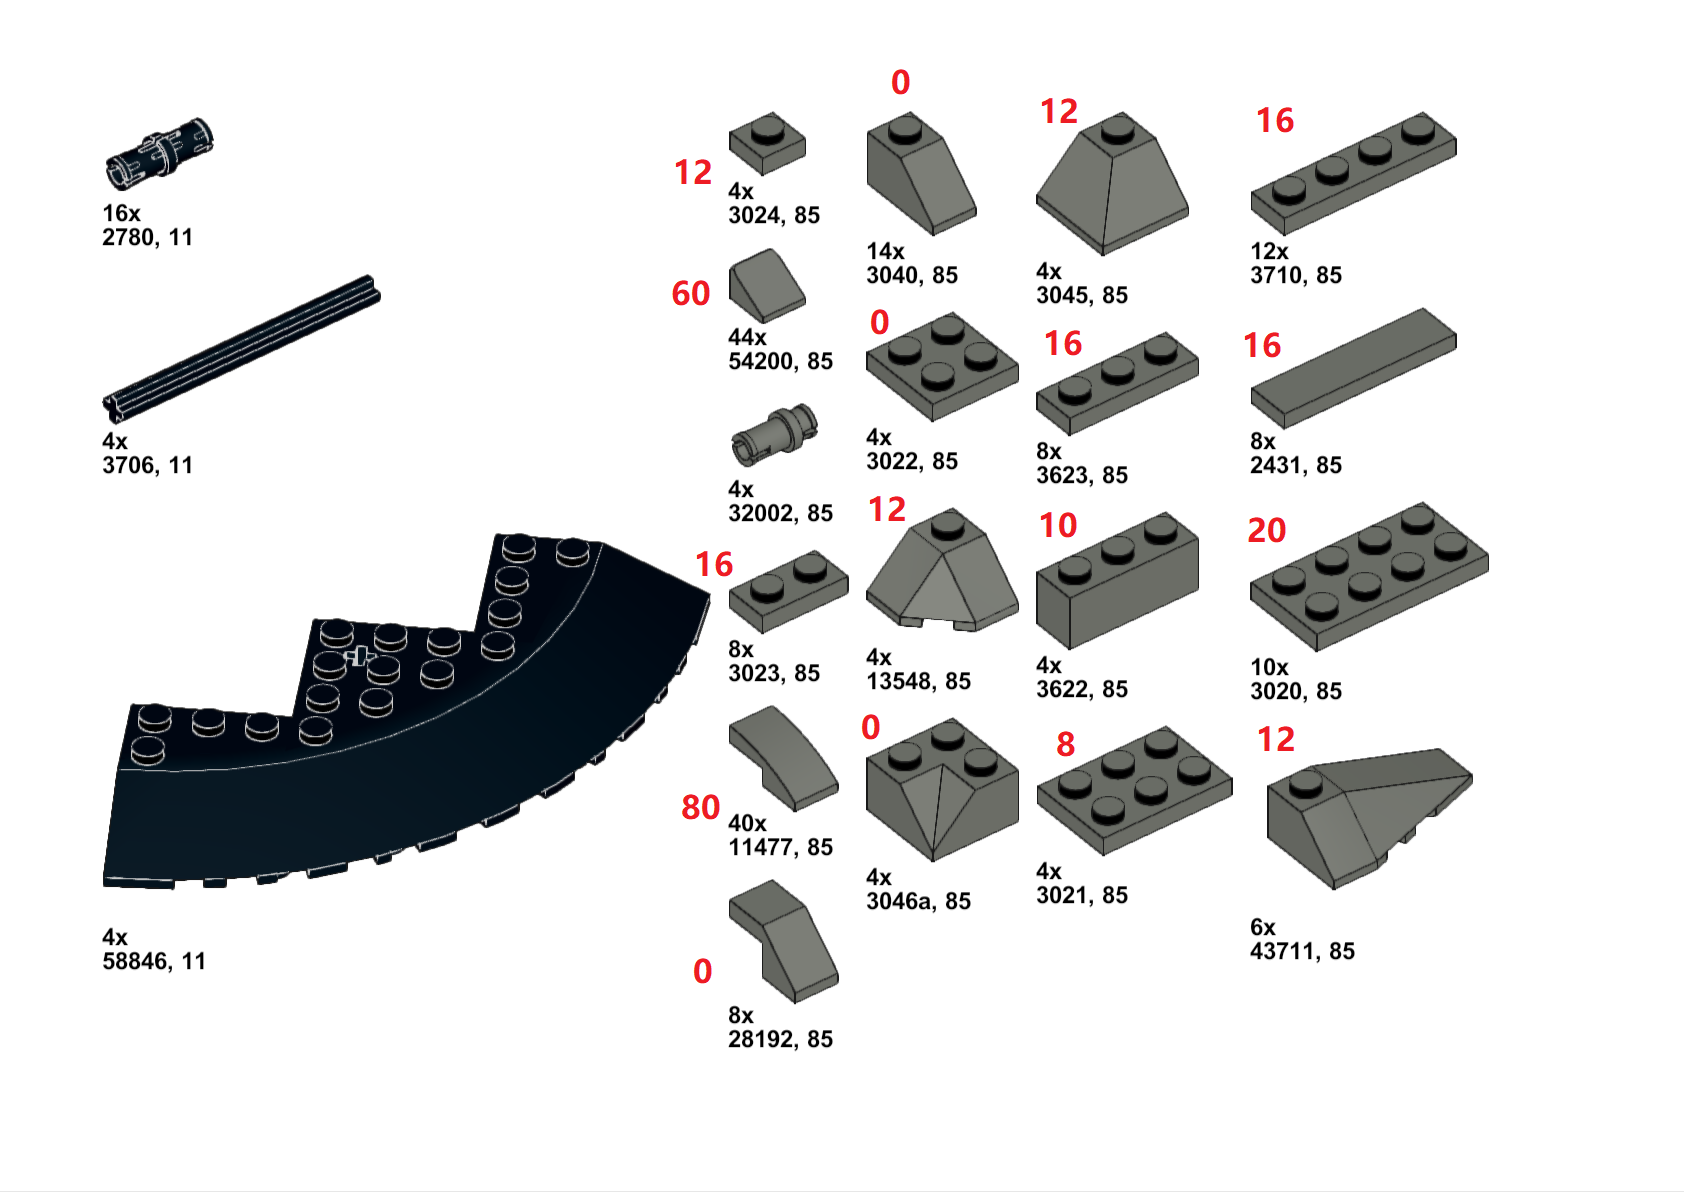 16x
2780, 11
4x
3706, 11
4x
58846, 11
12
4x
3024, 85
60
44x
54200, 85
4x
32002, 85
16
8x
3023, 85
80
40x
11477, 85
0
8x
28192, 85
0
14x
3040, 85
0
4x
3022, 85
12
4x
13548, 85
0
4x
3046a, 85
12
4x
3045, 85
16
8x
3623, 85
10
4x
3622, 85
8
4x
3021, 85
16
12x
3710, 85
16
8x
2431, 85
20
10x
3020, 85
12
6x
43711, 85